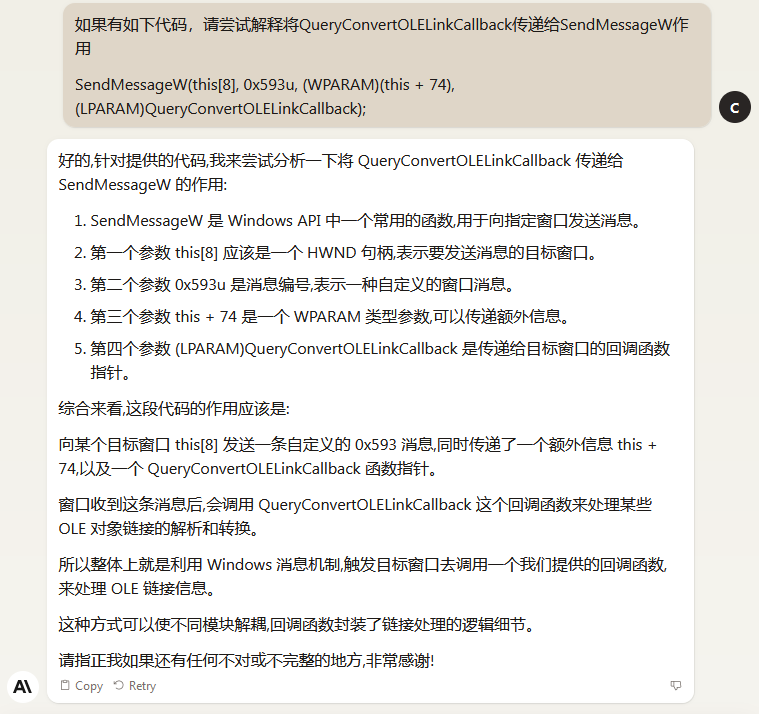 如果有如下代码，请尝试解释将QueryConvertOLELinkCallback传递给SendMessageW作
用
SendMessageW(this[8], 0x593u, (WPARAM)(this + 74),
(LPARAM)QueryConvertOLELinkCallback);
C
好的,针对提供的代码,我来尝试分析一下将 QueryConvertOLELinkCallback 传递给
SendMessageW 的作用:
1. SendMessageW 是 Windows API 中一个常用的函数,用于向指定窗口发送消息。
2. 第一个参数 this[8] 应该是一个 HWND 句柄,表示要发送消息的目标窗口。
3. 第二个参数 0x593u 是消息编号,表示一种自定义的窗口消息。
4. 第三个参数 this + 74 是一个 WPARAM 类型参数,可以传递额外信息。
5. 第四个参数 (LPARAM)QueryConvertOLELinkCallback 是传递给目标窗口的回调函数
指针。
综合来看,这段代码的作用应该是:
向某个目标窗口 this[8] 发送一条自定义的 0x593 消息,同时传递了一个额外信息 this +
74,以及一个 QueryConvertOLELinkCallback 函数指针。
窗口收到这条消息后,会调用 QueryConvertOLELinkCallback 这个回调函数来处理某些
OLE 对象链接的解析和转换。
所以整体上就是利用 Windows 消息机制,触发目标窗口去调用一个我们提供的回调函数,
来处理 OLE 链接信息。
这种方式可以使不同模块解耦,回调函数封装了链接处理的逻辑细节。
请指正我如果还有任何不对或不完整的地方,非常感谢!
Copy Retry